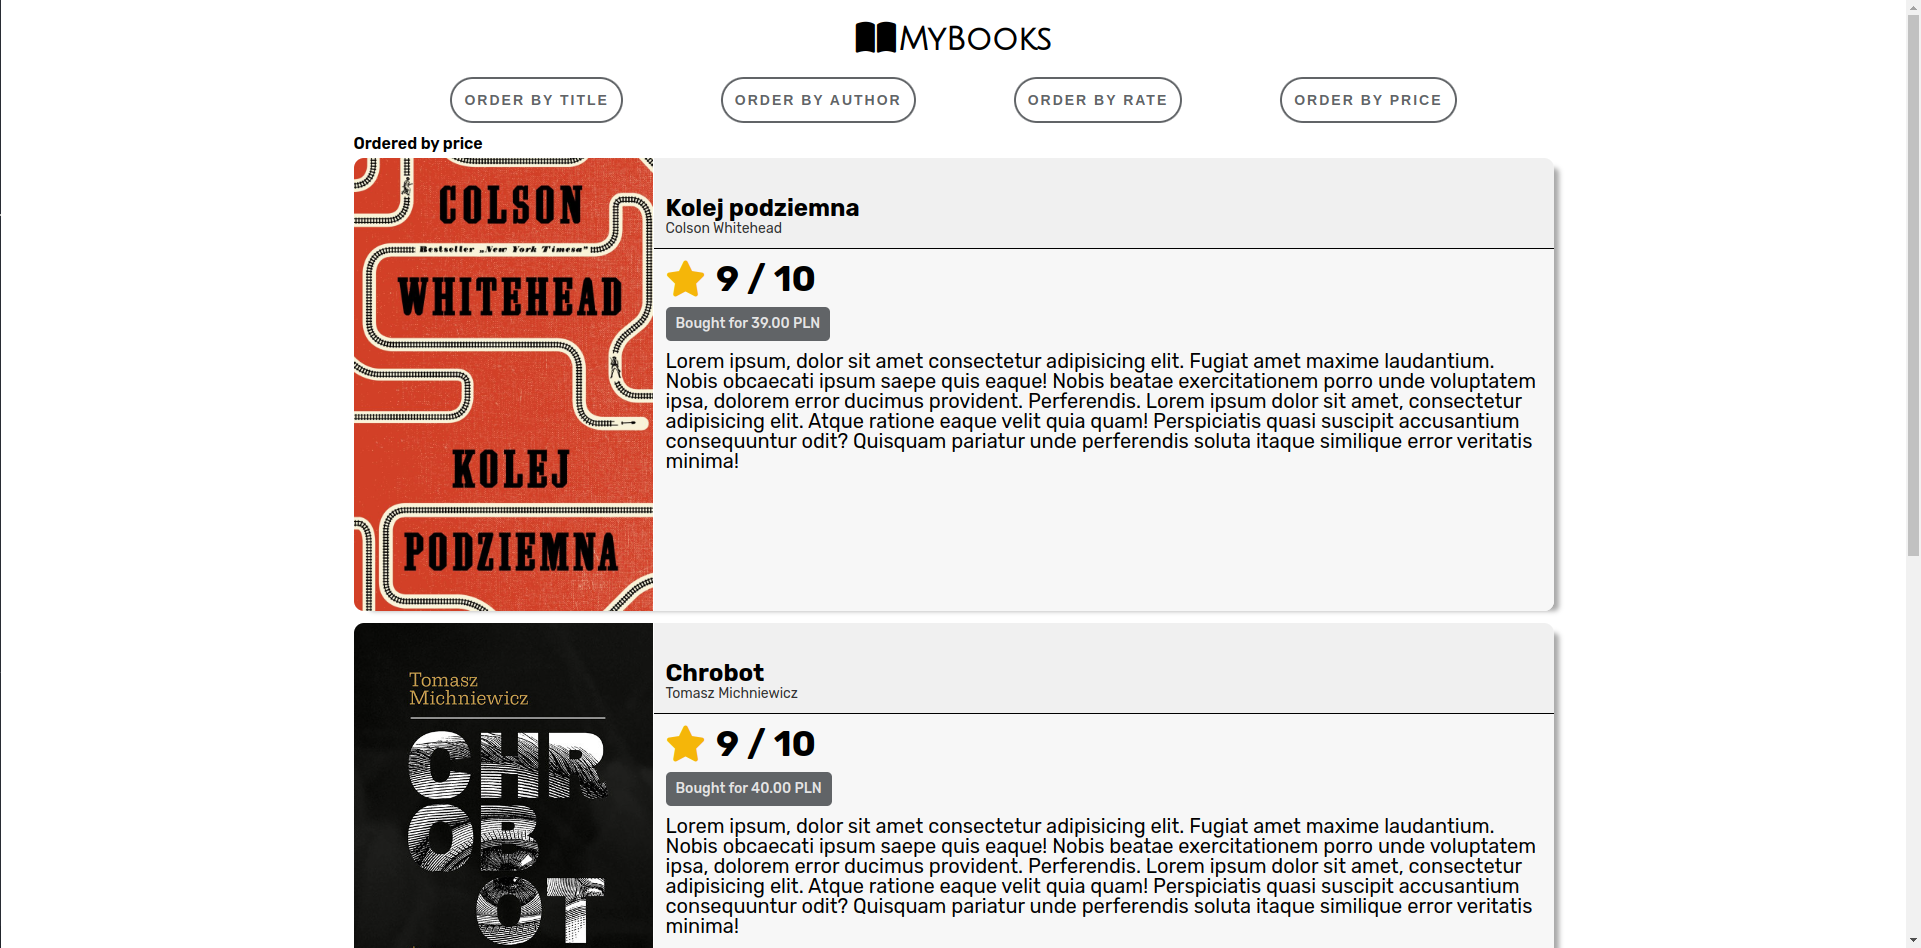 MyBooks
ORDER BY TITLE
ORDER BY AUTHOR
ORDER BY RATE
ORDER BY PRICE
Ordered by price
COLSON
Bestseller „New York Timesa"
WHITEHEAD
KOLEJ
PODZIEMNA
Kolej podziemna
Colson Whitehead
9 / 10
Bought for 39.00 PLN
Lorem ipsum, dolor sit amet consectetur adipisicing elit. Fugiat amet maxime laudantium.
Nobis obcaecati ipsum saepe quis eaque! Nobis beatae exercitationem porro unde voluptatem
ipsa, dolorem error ducimus provident. Perferendis. Lorem ipsum dolor sit amet, consectetur
adipisicing elit. Atque ratione eaque velit quia quam! Perspiciatis quasi suscipit accusantium
consequuntur odit? Quisquam pariatur unde perferendis soluta itaque similique error veritatis
minima!
Tomasz
Michniewicz
CHR
OB
OT
Chrobot
Tomasz Michniewicz
9 / 10
Bought for 40.00 PLN
Lorem ipsum, dolor sit amet consectetur adipisicing elit. Fugiat amet maxime laudantium.
Nobis obcaecati ipsum saepe quis eaque! Nobis beatae exercitationem porro unde voluptatem
ipsa, dolorem error ducimus provident. Perferendis. Lorem ipsum dolor sit amet, consectetur
adipisicing elit. Atque ratione eaque velit quia quam! Perspiciatis quasi suscipit accusantium
consequuntur odit? Quisquam pariatur unde perferendis soluta itaque similique error veritatis
minima!